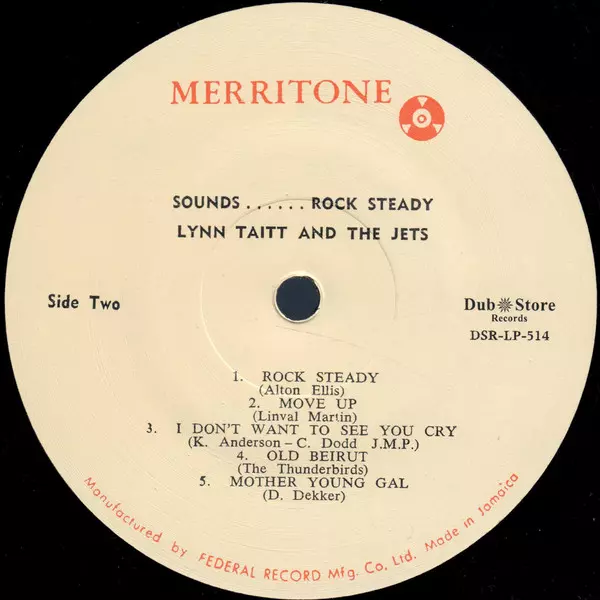 MERRITONE
SOUNDS ...... ROCK STEADY
LYNN TAITT AND THE JETS
Side Two
Dub Store
Records
DSR-LP-514
1. ROCK STEADY
(Alton Ellis)
2. MOVE UP
(Linval Martin)
3. I DON'T WANT TO SEE YOU CRY
(K. Anderson – C. Dodd J.M.P.)
4. OLD BEIRUT
(The Thunderbirds)
5. MOTHER YOUNG GAL
(D. Dekker)
Manufactured by FEDERAL RECORD Mfg. Co. Ltd. Made in Jamaica